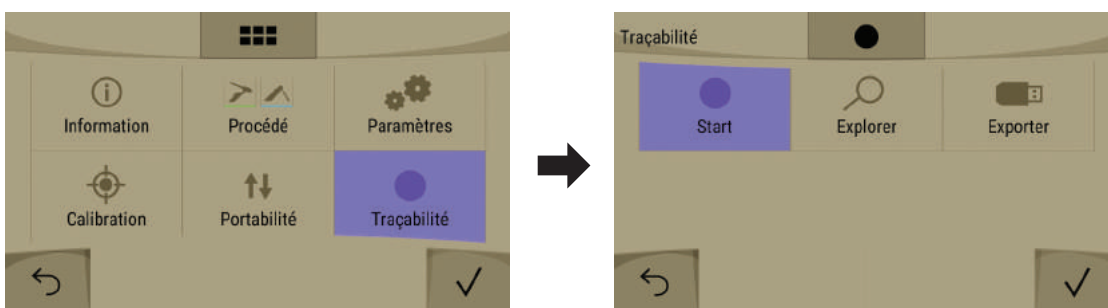 Information
Procédé
Paramètres
Calibration
Portabilité
Traçabilité
Traçabilité
Start
Explorer
Exporter